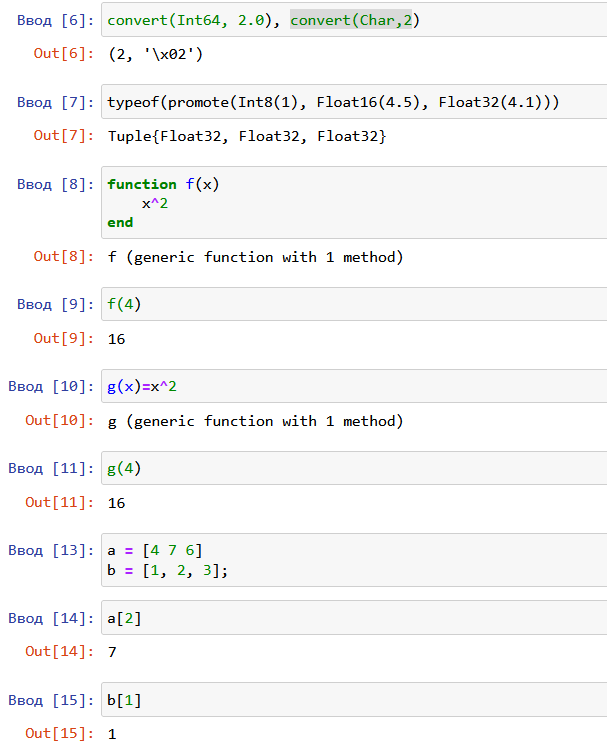 Ввод [6]: convert(Int64, 2.0), convert(Char,2)
Out[6]: (2, '\x02')
Ввод [7]: typeof(promote(Int8(1), Float16(4.5), Float32(4.1)))
Out[7]: Tuple{Float32, Float32, Float32}
Ввод [8]: function f(x)
    x^2
end
Out[8]: f (generic function with 1 method)
Ввод [9]: f(4)
Out[9]: 16
Ввод [10]: g(x)=x^2
Out[10]: g (generic function with 1 method)
Ввод [11]: g(4)
Out[11]: 16
Ввод [13]: a = [4 7 6]
b = [1, 2, 3];
Ввод [14]: a[2]
Out[14]: 7
Ввод [15]: b[1]
Out[15]: 1